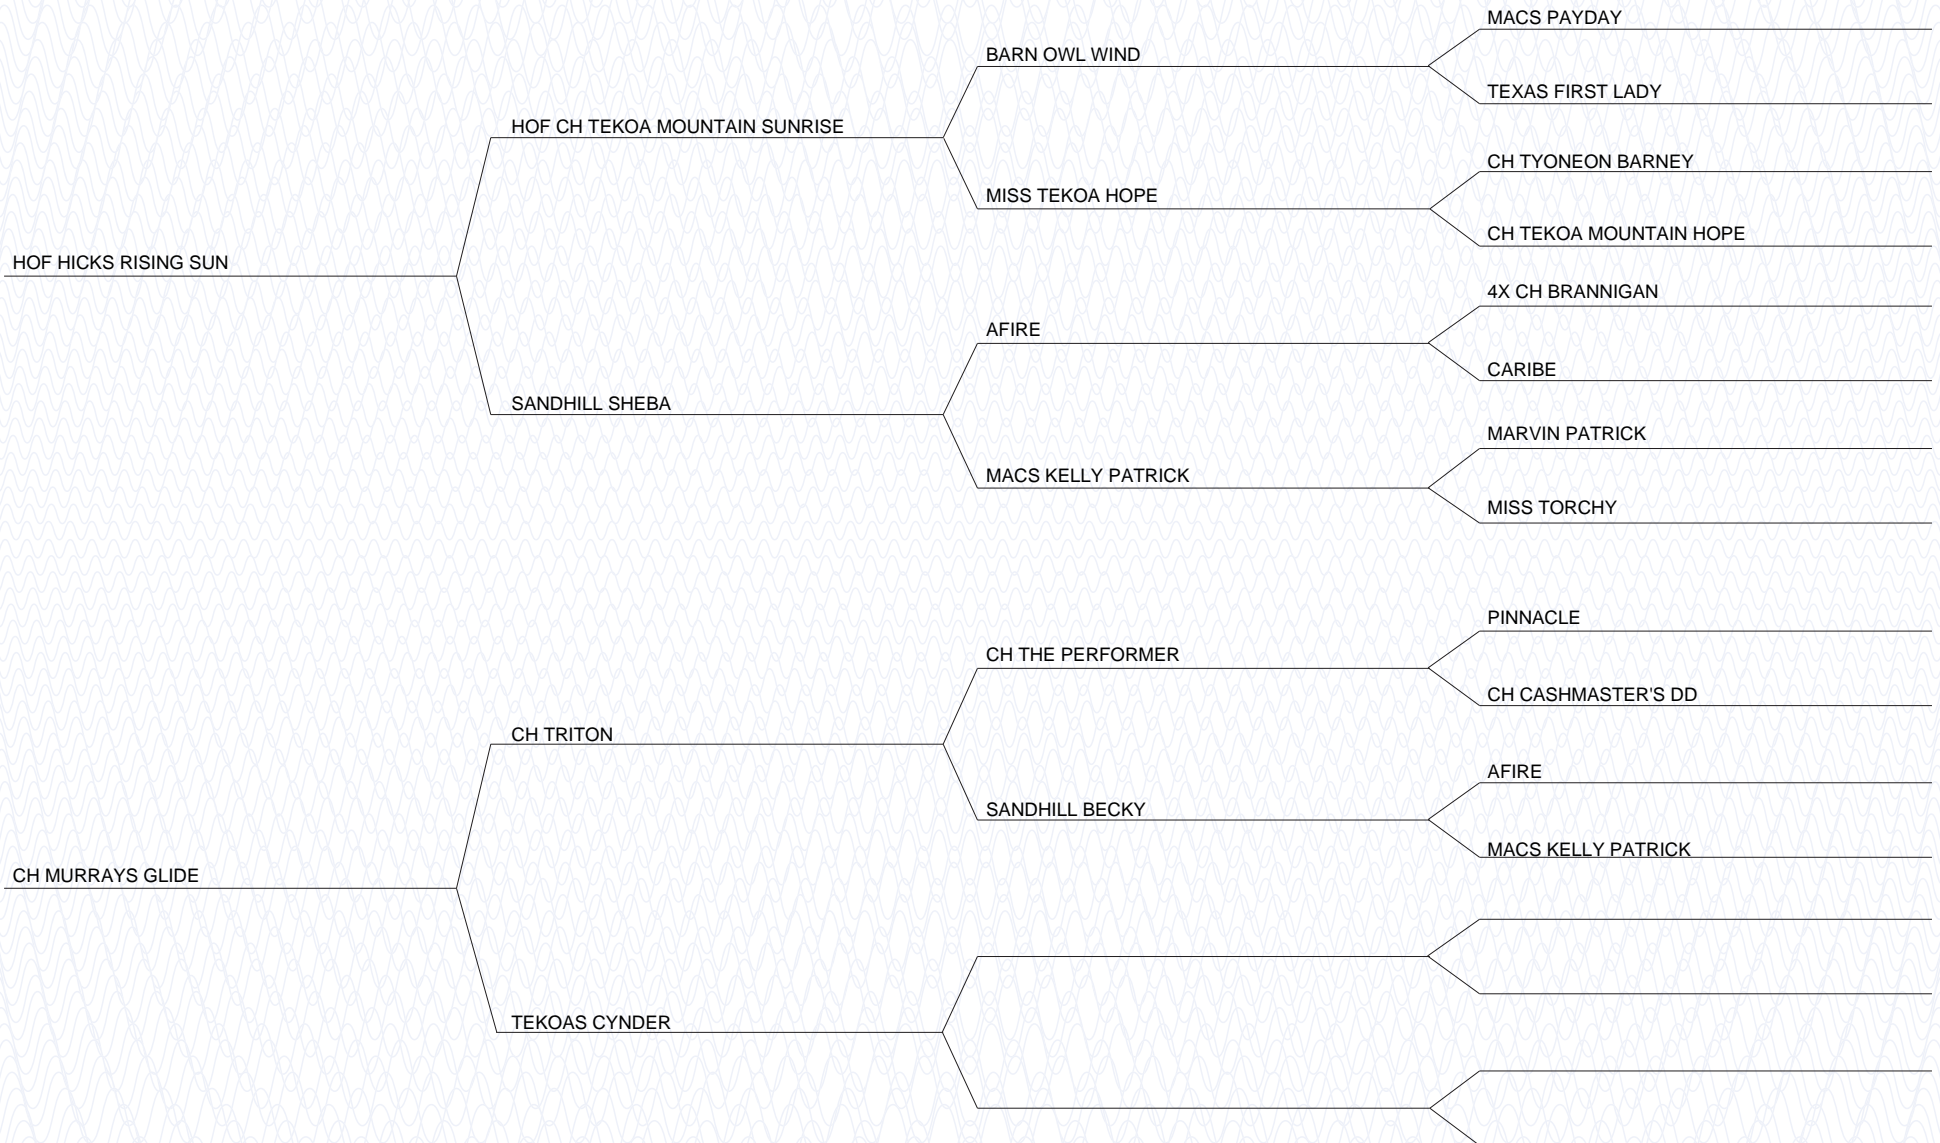 MACS PAYDAY
BARN OWL WIND
TEXAS FIRST LADY
HOF CH TEKOA MOUNTAIN SUNRISE
CH TYONEON BARNEY
MISS TEKOA HOPE
CH TEKOA MOUNTAIN HOPE
HOF HICKS RISING SUN
4X CH BRANNIGAN
AFIRE
CARIBE
SANDHILL SHEBA
MARVIN PATRICK
MACS KELLY PATRICK
MISS TORCHY
PINNACLE
CH THE PERFORMER
CH CASHMASTER'S DD
CH TRITON
AFIRE
SANDHILL BECKY
MACS KELLY PATRICK
CH MURRAYS GLIDE
TEKOAS CYNDER